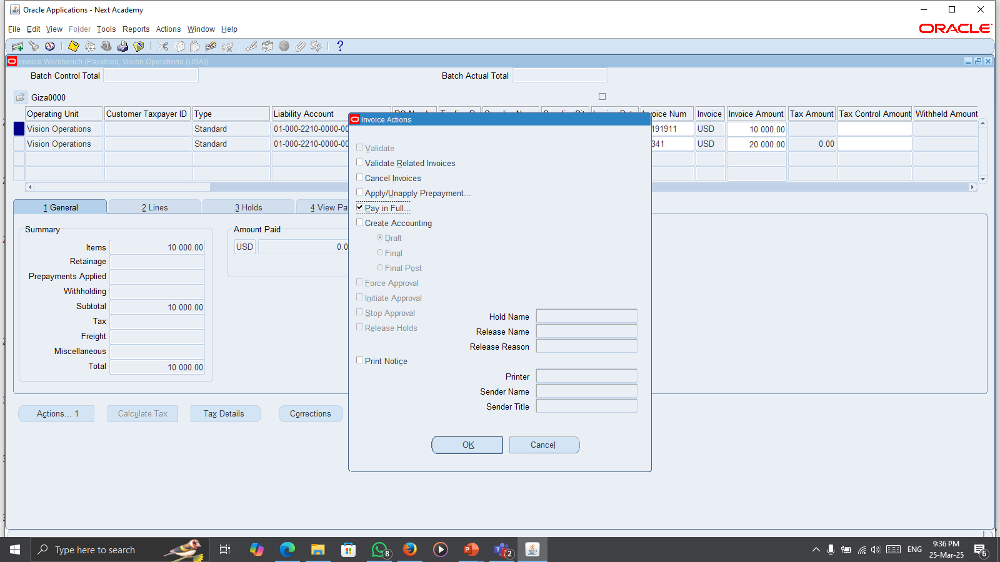 Oracle Applications - Next Academy
File Edit View Folder Tools Reports Actions Window Help
ORACLE
Invoice Workbench (Payables, Vision Operations (USA))
Batch Control Total
Batch Actual Total
Giza0000
Operating Unit Customer Taxpayer ID Type Liability Account Invoice Invoice Amount Tax Amount Tax Control Amount Withheld Amount
Vision Operations Standard 01-000-2210-0000-00 191911 USD 10 000.00
Vision Operations Standard 01-000-2210-0000-00 341 USD 20 000.00 0.00
1 General 2 Lines 3 Holds 4 View Pa
Summary
Items 10 000.00
Retainage
Prepayments Applied
Withholding
Subtotal 10 000.00
Tax
Freight
Miscellaneous
Total 10 000.00
Amount Paid
USD 0.0
Actions... 1 Calculate Tax Tax Details Corrections
Invoice Actions
Validate
Validate Related Invoices
Cancel Invoices
Apply/Unapply Prepayment...
Pay in Full...
Create Accounting
Draft
Final
Final Post
Force Approval
Initiate Approval
Stop Approval
Release Holds
Hold Name
Release Name
Release Reason
Print Notice
Printer
Sender Name
Sender Title
OK Cancel
Type here to search
8
2
ENG
9:36 PM
25-Mar-25
6